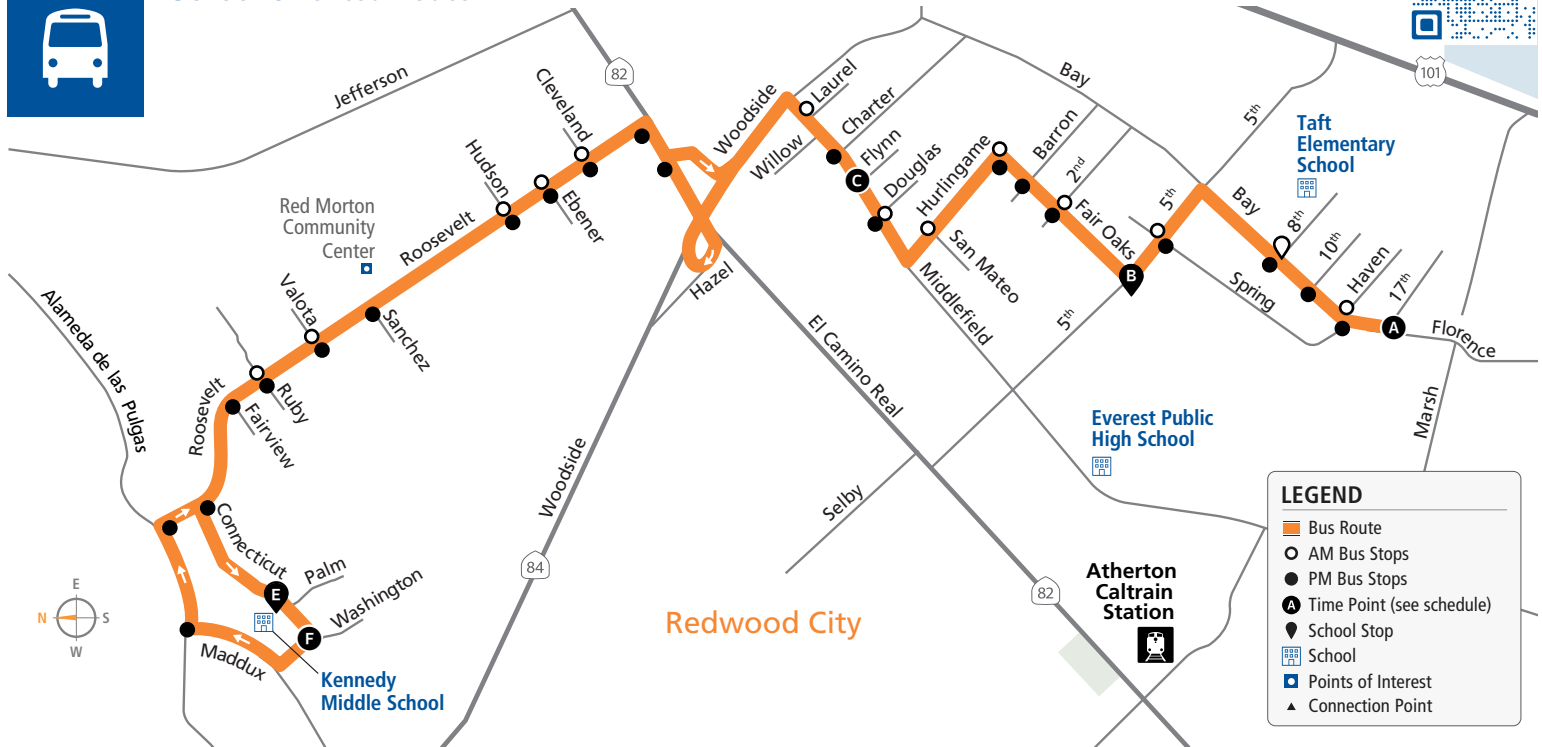 Jefferson
82
Cleveland
Hudson
Ebener
Red Morton
Community
Center
Roosevelt
Valota
Sanchez
Alameda de las Pulgas
Roosevelt
Ruby
Fairview
Connecticut
Palm
Washington
E
F
Maddux
Kennedy
Middle School
E
N
S
W
Woodside
Laurel
Charter
Willow
Flynn
C
Douglas
Hurlingame
San Mateo
Middlefield
Hazel
El Camino Real
Woodside
84
Selby
Redwood City
Bay
Barron
2nd
Fair Oaks
5th
B
5th
5th
Bay
Spring
8th
10th
Haven
17th
A
Florence
Marsh
101
Taft
Elementary
School
Everest Public
High School
82
Atherton
Caltrain
Station
LEGEND
Bus Route
AM Bus Stops
PM Bus Stops
A Time Point (see schedule)
School Stop
School
Points of Interest
Connection Point